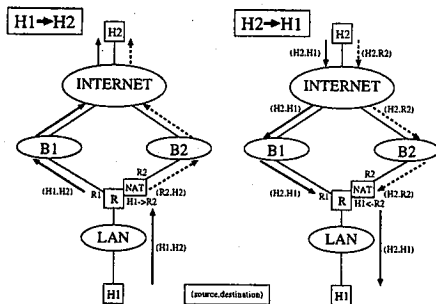 H1→H2
H2
INTERNET
B1
B2
(H1.H2)
R1
R
NAT
R2
(R2.H2)
H1->R2
LAN
(H1.H2)
H1
H2→H1
H2
(H2.H1)
(H2.R2)
INTERNET
(H2.H1)
(H2.R2)
B1
B2
(H2.H1)
R1
R
NAT
R2
(H2.R2)
H1<-R2
LAN
(H2.H1)
H1
(source,destination)